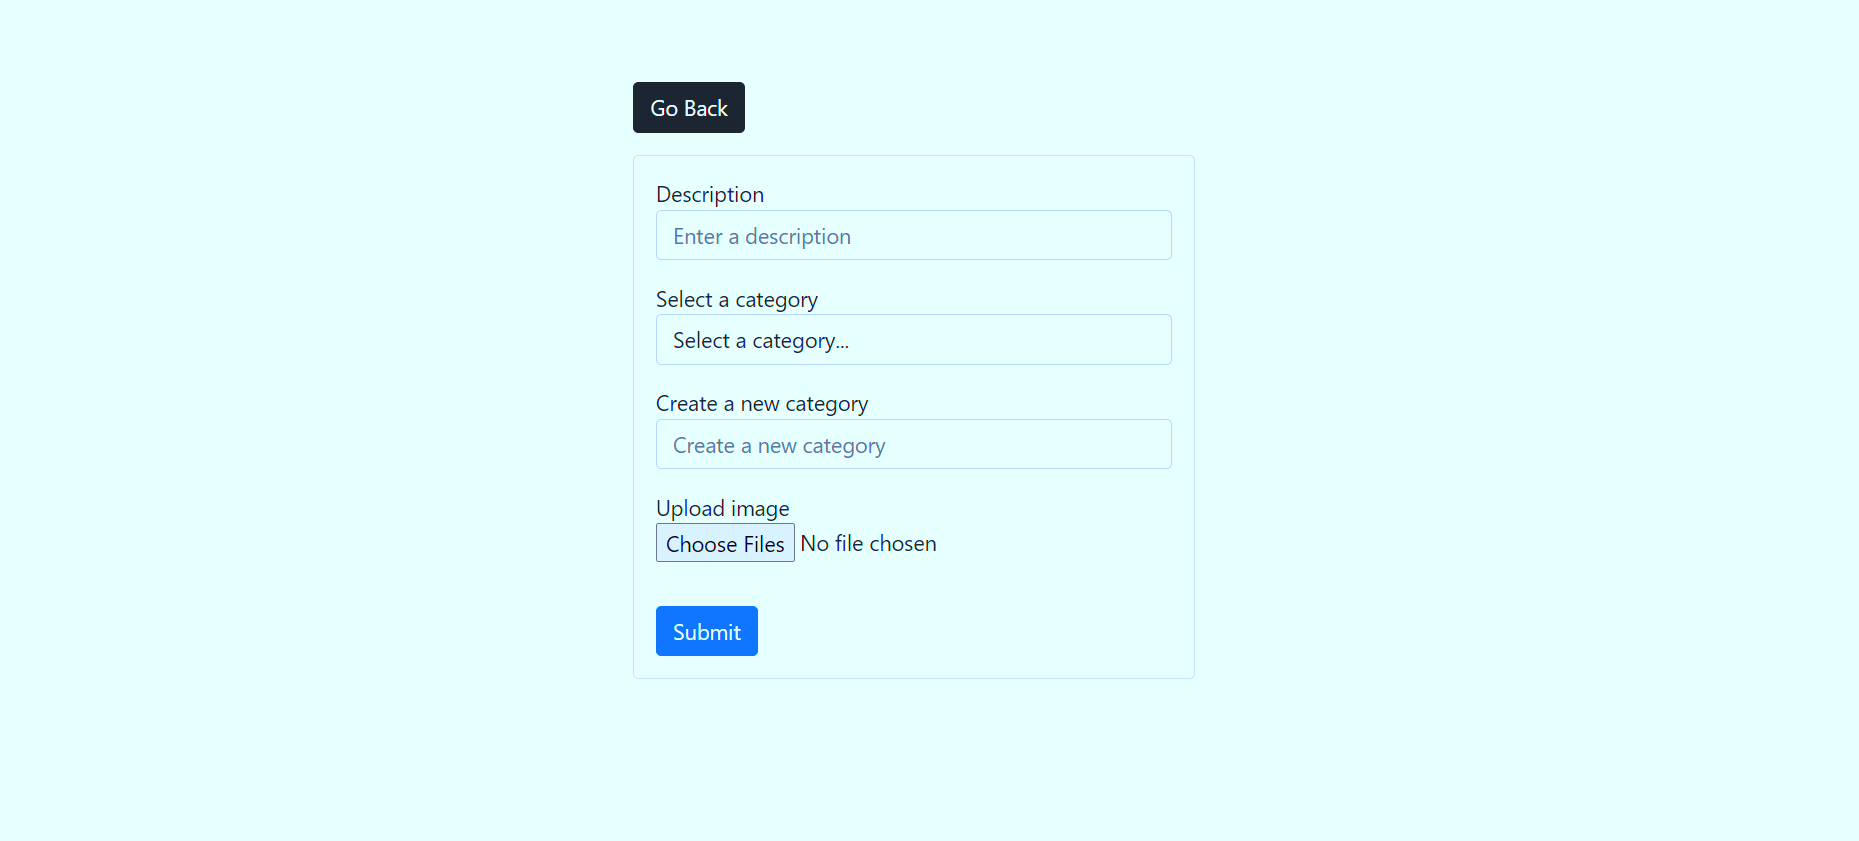 Go Back
Description
Enter a description
Select a category
Select a category...
Create a new category
Create a new category
Upload image
Choose Files No file chosen
Submit